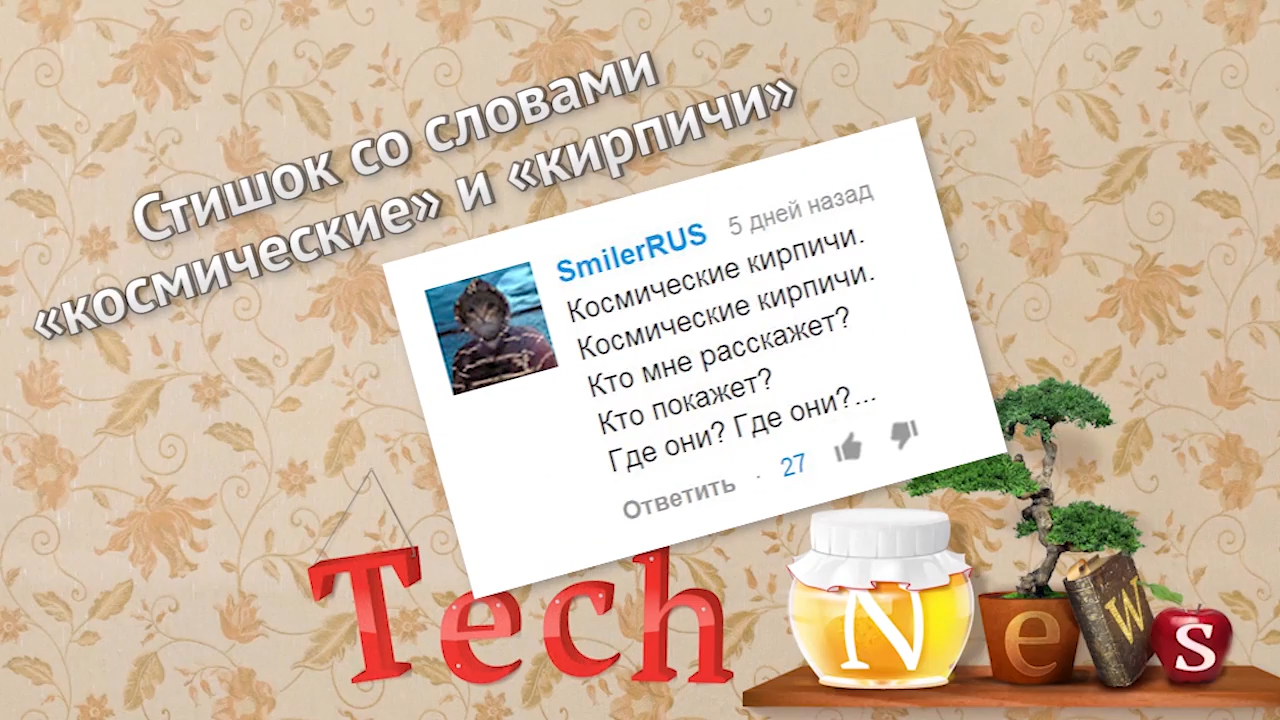 Стишок со словами
«космические» и «кирпичи»
SmilerRUS 5 дней назад
Космические кирпичи.
Космические кирпичи.
Кто мне расскажет?
Кто покажет?
Где они? Где они?...
Ответить · 27
Tech News